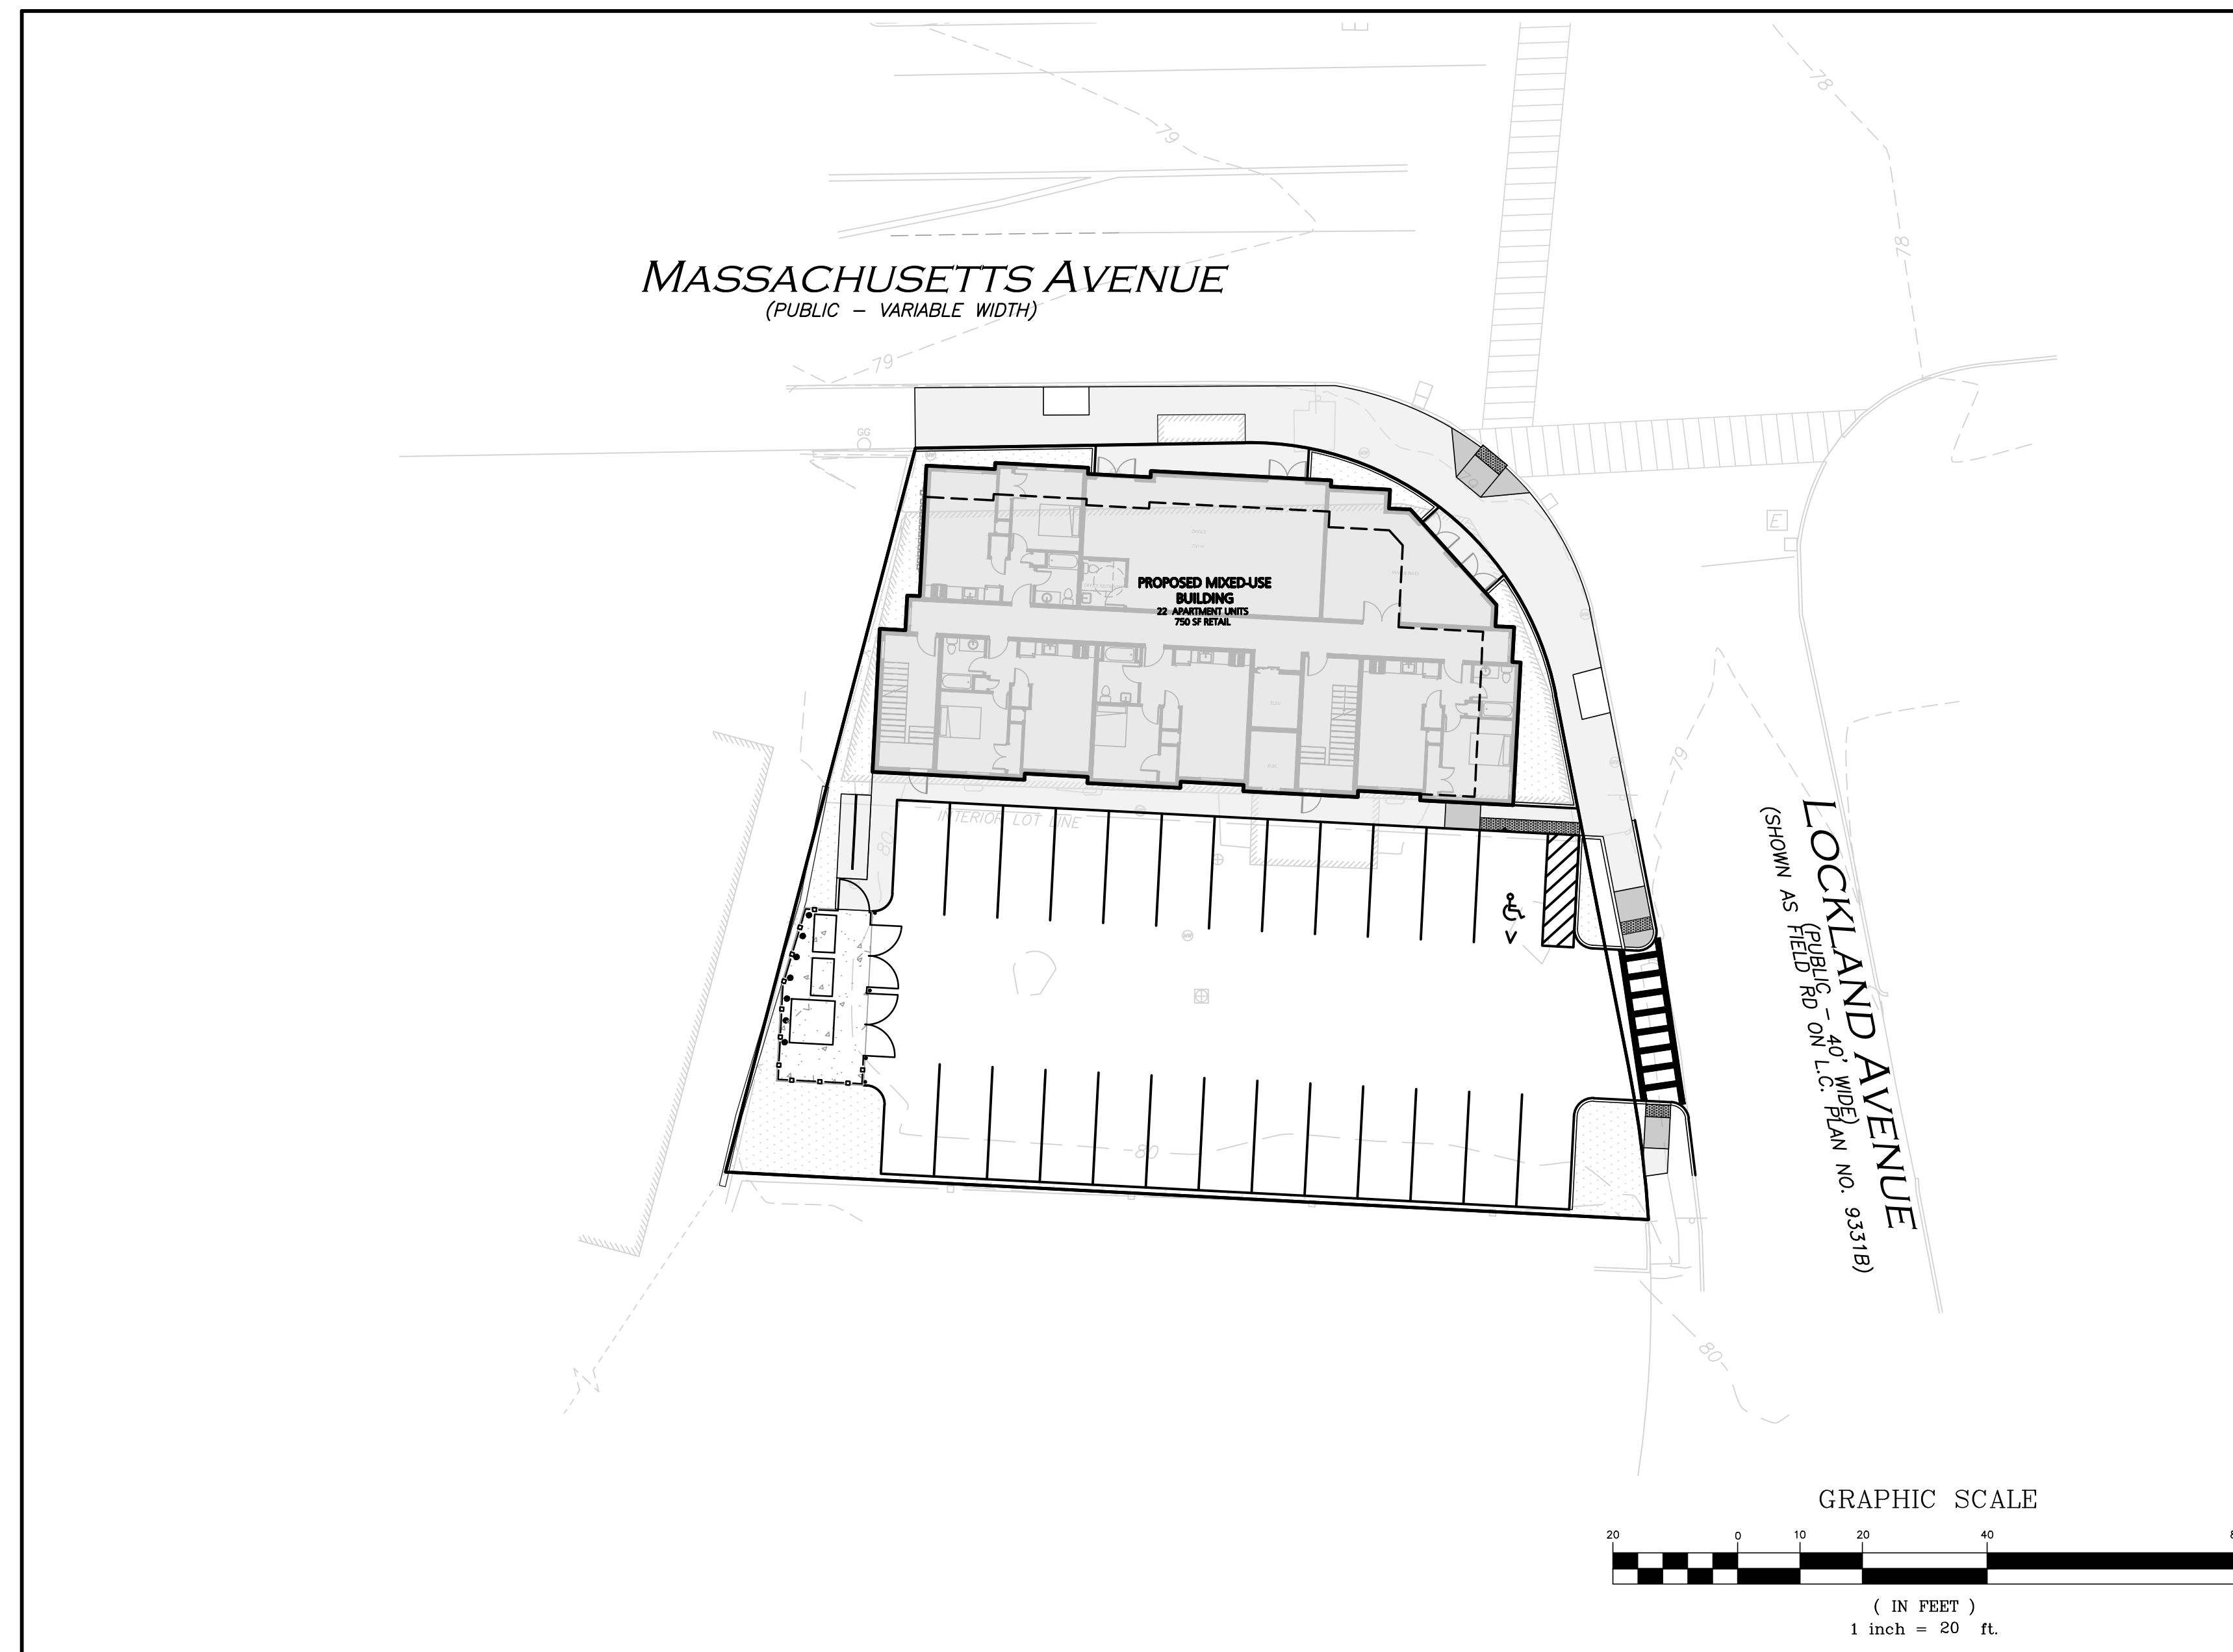 78
79
MASSACHUSETTS AVENUE
(PUBLIC – VARIABLE WIDTH)
78
79
GG
E
PROPOSED MIXED-USE
BUILDING
22 APARTMENT UNITS
750 SF RETAIL
79
INTERIOR LOT LINE
80
LOCKLAND AVENUE
(PUBLIC – 40' WIDE)
(SHOWN AS FIELD RD ON L.C. PLAN NO. 9331B)
V
80
80
GRAPHIC SCALE
20 0 10 20 40
( IN FEET )
1 inch = 20 ft.